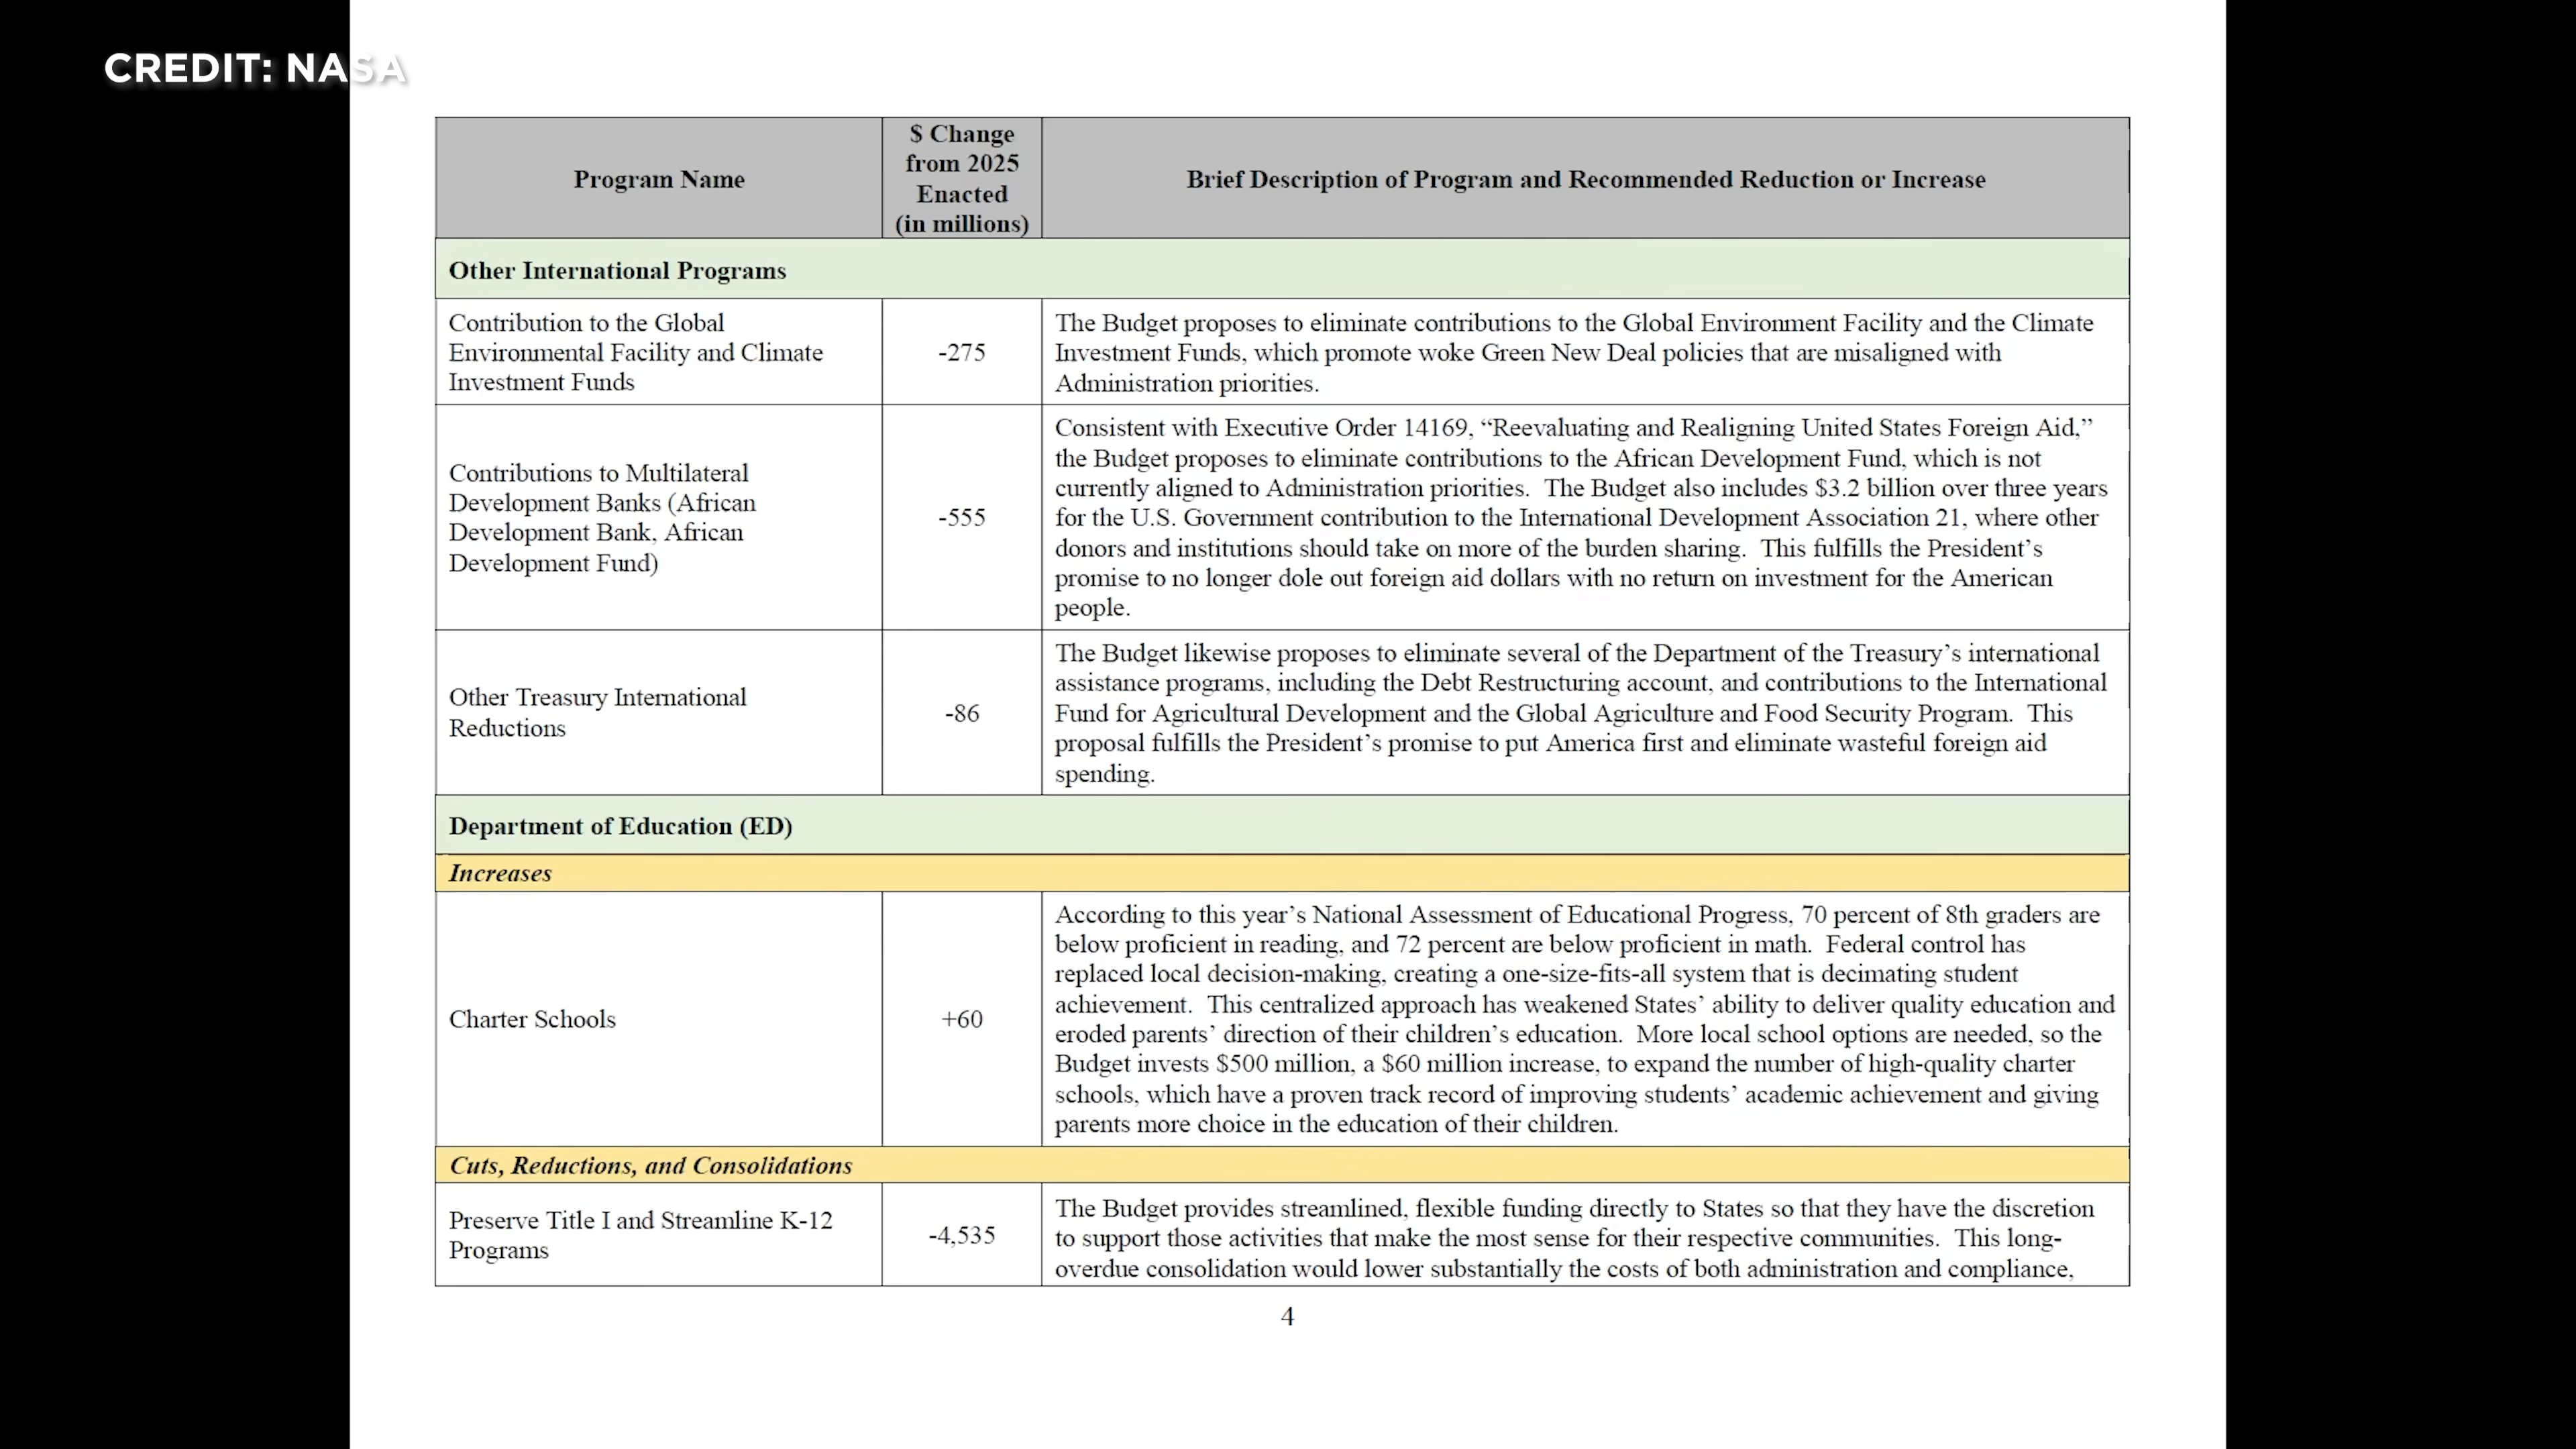 CREDIT: NASA
Program Name
$ Change
from 2025
Enacted
(in millions)
Brief Description of Program and Recommended Reduction or Increase
Other International Programs
Contribution to the Global
Environmental Facility and Climate
Investment Funds
-275
The Budget proposes to eliminate contributions to the Global Environment Facility and the Climate
Investment Funds, which promote woke Green New Deal policies that are misaligned with
Administration priorities.
Contributions to Multilateral
Development Banks (African
Development Bank, African
Development Fund)
-555
Consistent with Executive Order 14169, “Reevaluating and Realigning United States Foreign Aid,”
the Budget proposes to eliminate contributions to the African Development Fund, which is not
currently aligned to Administration priorities.  The Budget also includes $3.2 billion over three years
for the U.S. Government contribution to the International Development Association 21, where other
donors and institutions should take on more of the burden sharing.  This fulfills the President’s
promise to no longer dole out foreign aid dollars with no return on investment for the American
people.
Other Treasury International
Reductions
-86
The Budget likewise proposes to eliminate several of the Department of the Treasury’s international
assistance programs, including the Debt Restructuring account, and contributions to the International
Fund for Agricultural Development and the Global Agriculture and Food Security Program.  This
proposal fulfills the President’s promise to put America first and eliminate wasteful foreign aid
spending.
Department of Education (ED)
Increases
Charter Schools
+60
According to this year’s National Assessment of Educational Progress, 70 percent of 8th graders are
below proficient in reading, and 72 percent are below proficient in math.  Federal control has
replaced local decision-making, creating a one-size-fits-all system that is decimating student
achievement.  This centralized approach has weakened States’ ability to deliver quality education and
eroded parents’ direction of their children’s education.  More local school options are needed, so the
Budget invests $500 million, a $60 million increase, to expand the number of high-quality charter
schools, which have a proven track record of improving students’ academic achievement and giving
parents more choice in the education of their children.
Cuts, Reductions, and Consolidations
Preserve Title I and Streamline K-12
Programs
-4,535
The Budget provides streamlined, flexible funding directly to States so that they have the discretion
to support those activities that make the most sense for their respective communities.  This long-
overdue consolidation would lower substantially the costs of both administration and compliance,
4